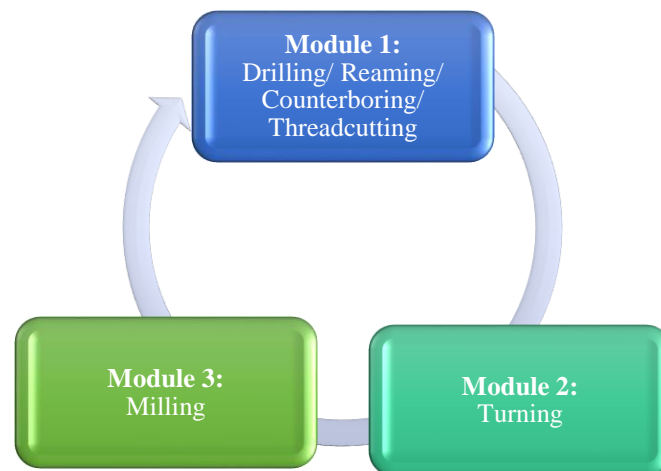 Module 1:
Drilling/ Reaming/
Counterboring/
Threadcutting
Module 2:
Turning
Module 3:
Milling